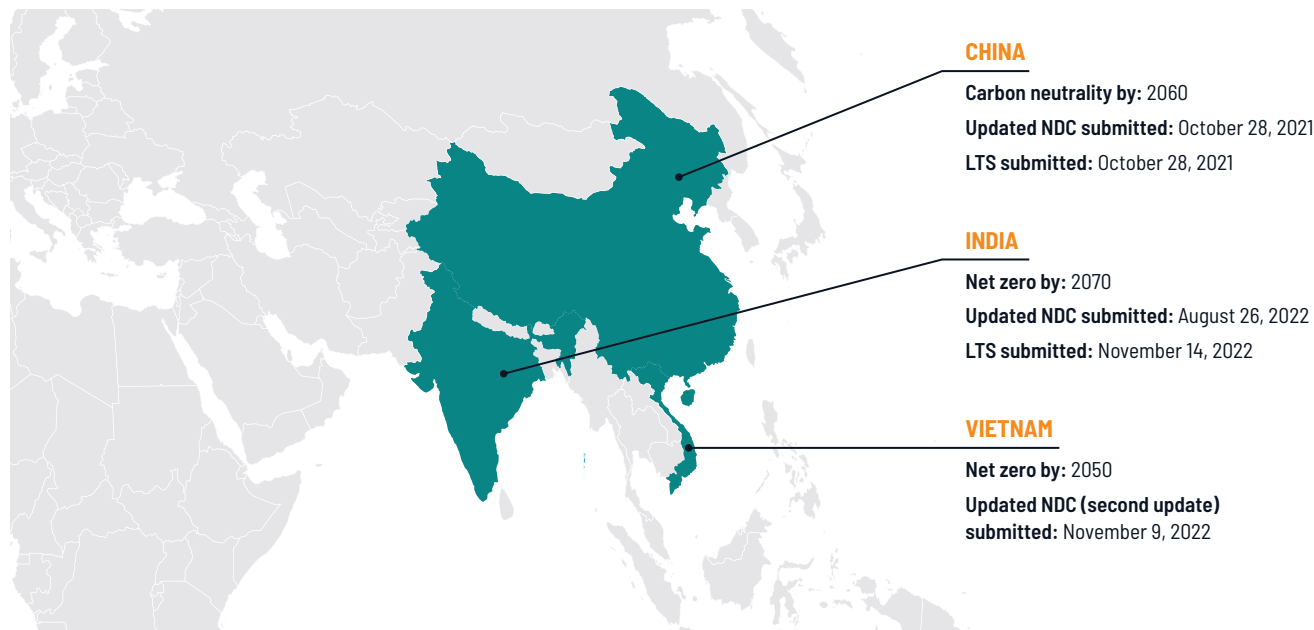 CHINA
Carbon neutrality by: 2060
Updated NDC submitted: October 28, 2021
LTS submitted: October 28, 2021
INDIA
Net zero by: 2070
Updated NDC submitted: August 26, 2022
LTS submitted: November 14, 2022
VIETNAM
Net zero by: 2050
Updated NDC (second update)
submitted: November 9, 2022